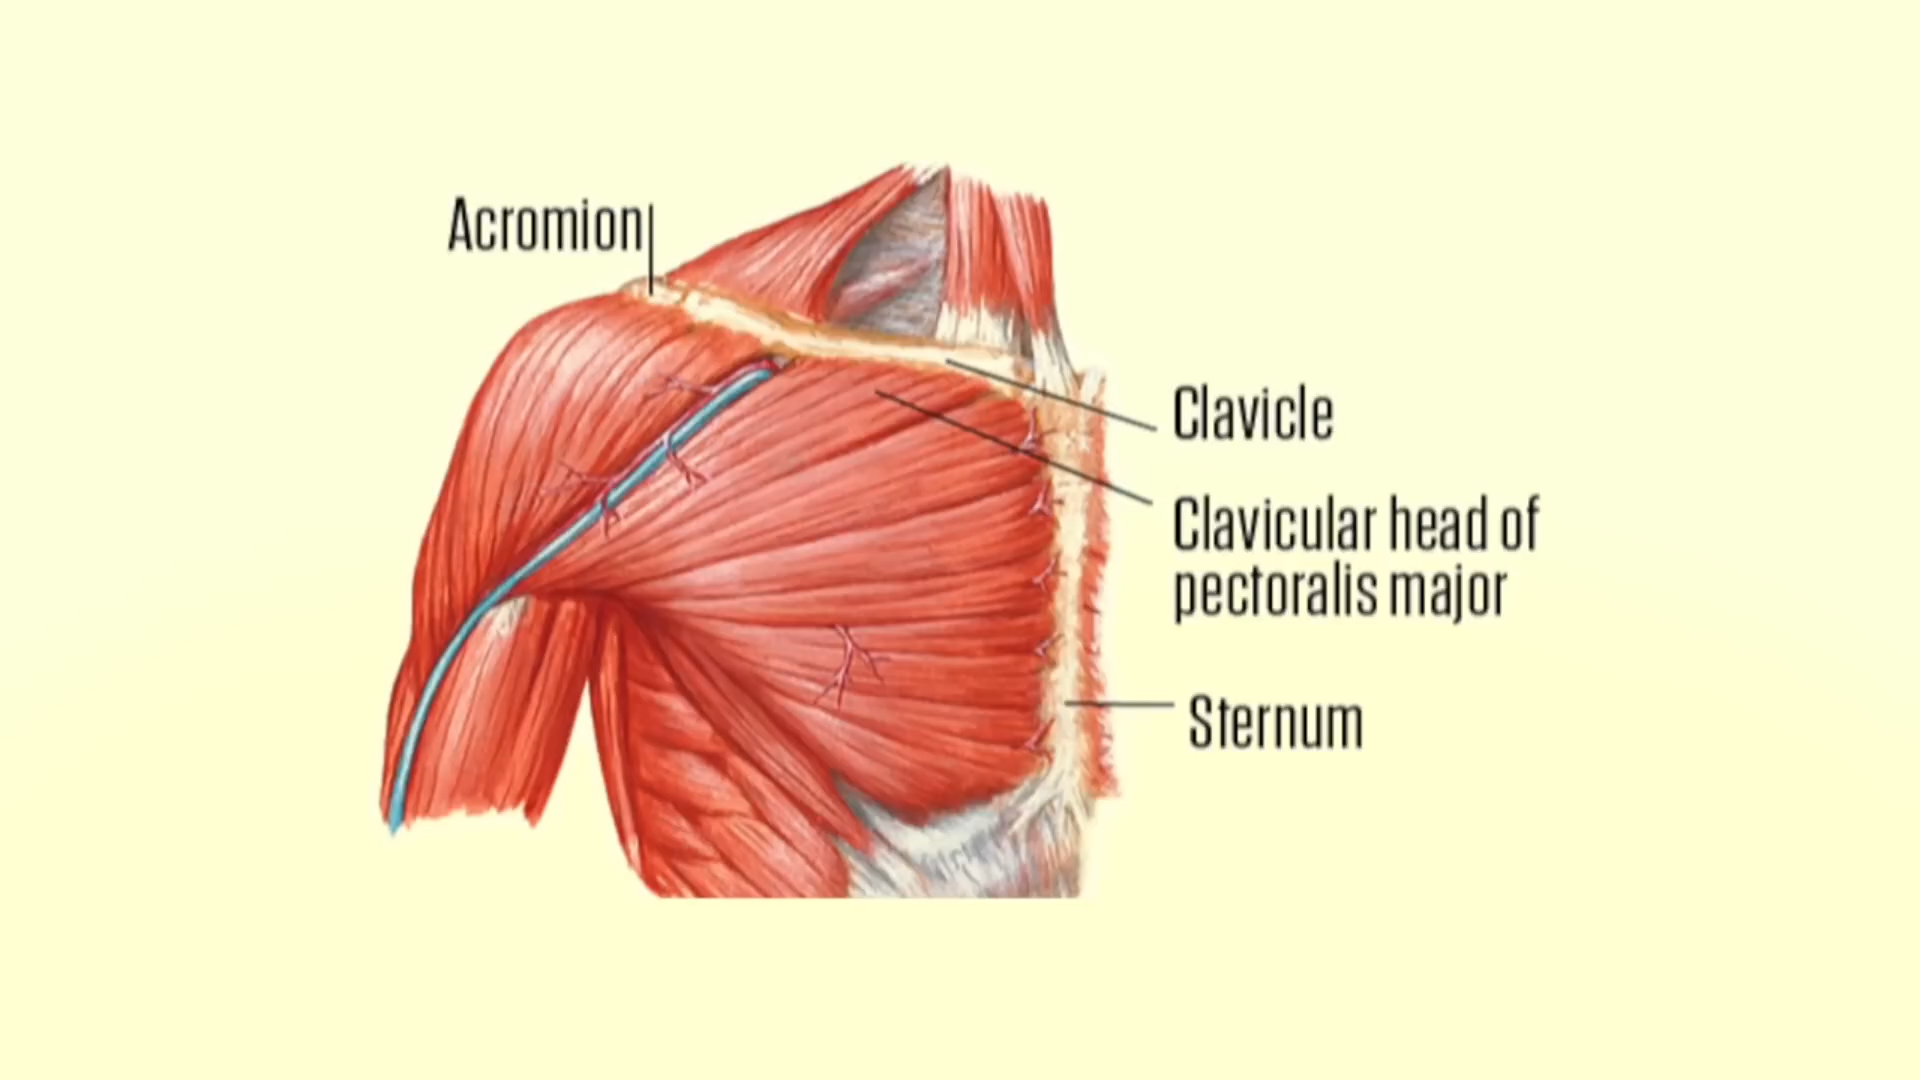 Acromion
Clavicle
Clavicular head of
pectoralis major
Sternum